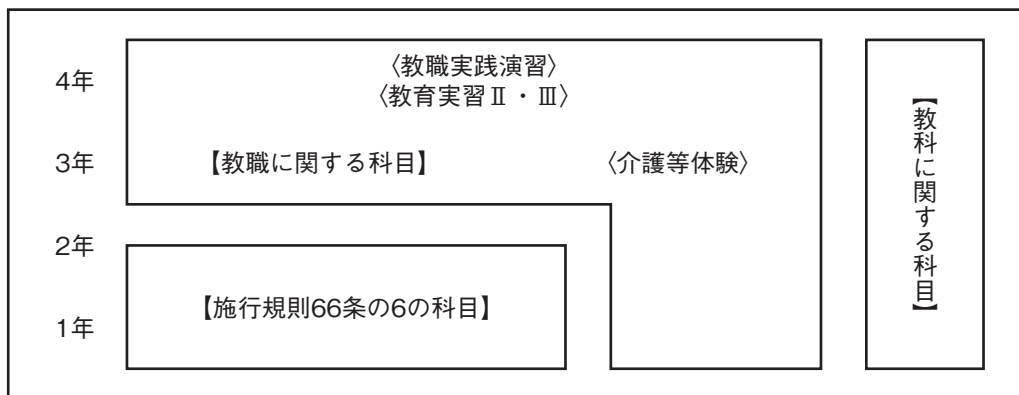 4年
〈教職実践演習〉
〈教育実習Ⅱ・Ⅲ〉
3年
【教職に関する科目】
〈介護等体験〉
2年
【施行規則66条の6の科目】
1年
【教科に関する科目】